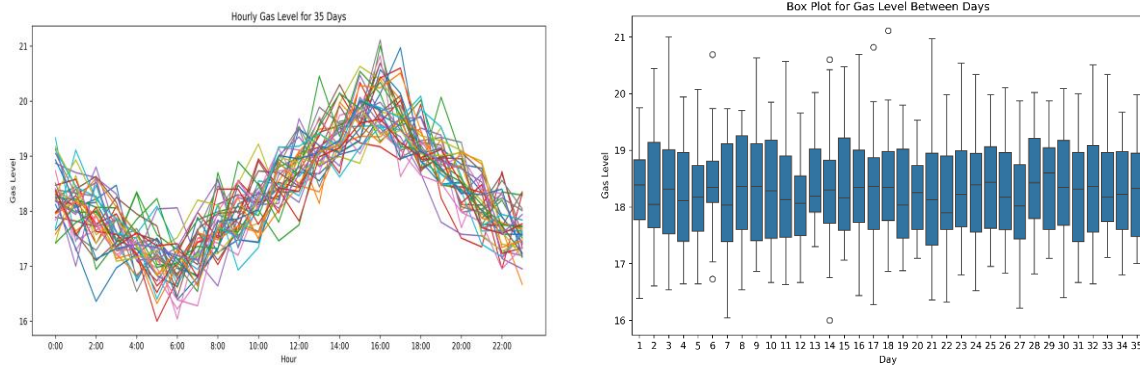 Hourly Gas Level for 35 Days
Gas Level
21
20
19
18
17
16
0:00 2:00 4:00 6:00 8:00 10:00 12:00 14:00 16:00 18:00 20:00 22:00
Hour
Box Plot for Gas Level Between Days
Gas Level
21
20
19
18
17
16
1 2 3 4 5 6 7 8 9 10 11 12 13 14 15 16 17 18 19 20 21 22 23 24 25 26 27 28 29 30 31 32 33 34 35
Day